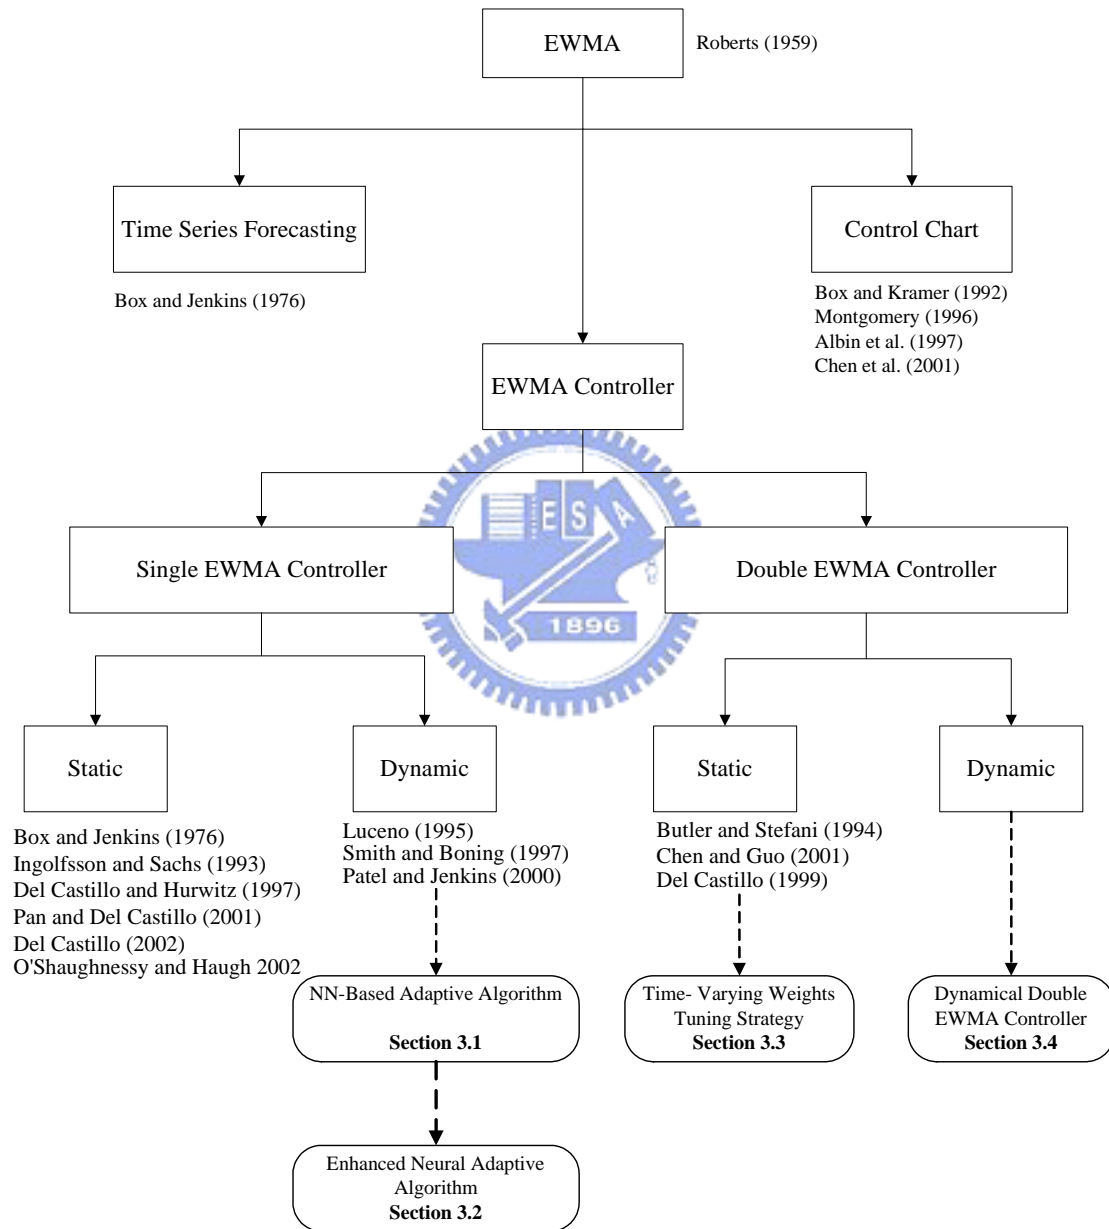 EWMA
Roberts (1959)
Time Series Forecasting
Control Chart
Box and Jenkins (1976)
Box and Kramer (1992)
Montgomery (1996)
Albin et al. (1997)
Chen et al. (2001)
EWMA Controller
E S A
1896
Single EWMA Controller
Double EWMA Controller
Static
Dynamic
Static
Dynamic
Box and Jenkins (1976)
Ingolfsson and Sachs (1993)
Del Castillo and Hurwitz (1997)
Pan and Del Castillo (2001)
Del Castillo (2002)
O'Shaughnessy and Haugh 2002
Luceno (1995)
Smith and Boning (1997)
Patel and Jenkins (2000)
Butler and Stefani (1994)
Chen and Guo (2001)
Del Castillo (1999)
NN-Based Adaptive Algorithm
Section 3.1
Time- Varying Weights
Tuning Strategy
Section 3.3
Dynamical Double
EWMA Controller
Section 3.4
Enhanced Neural Adaptive
Algorithm
Section 3.2